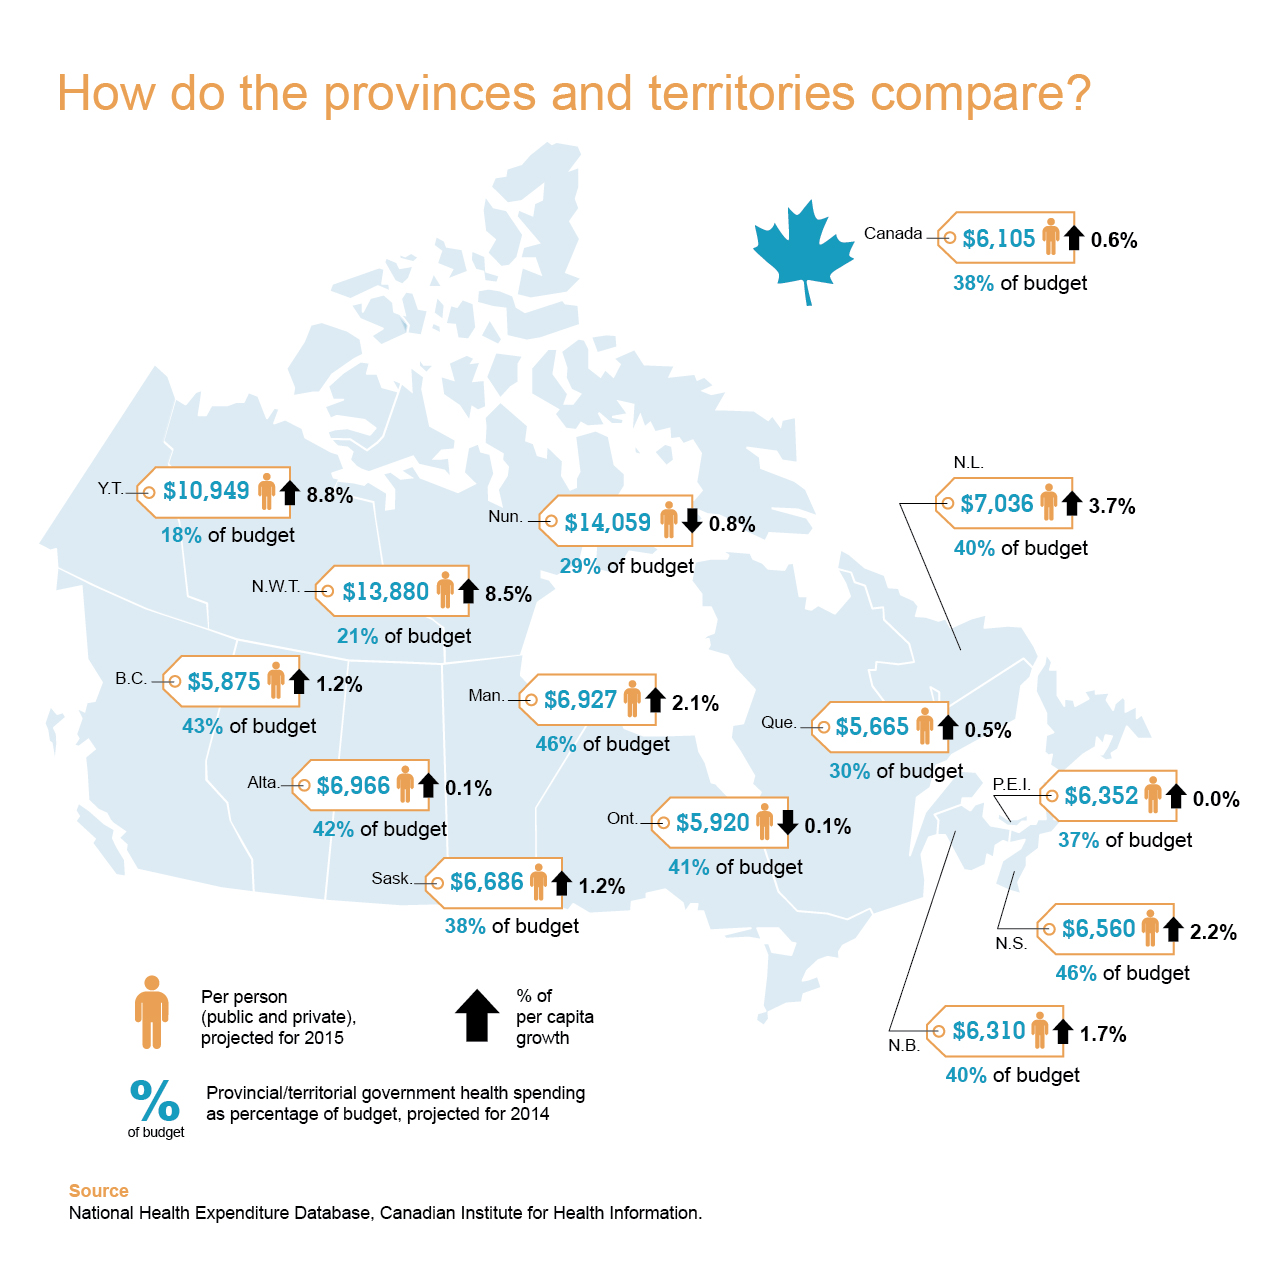 How do the provinces and territories compare?
Canada $6,105 0.6%
38% of budget
Y.T. $10,949 8.8%
18% of budget
Nun. $14,059 0.8%
29% of budget
N.L.
$7,036 3.7%
40% of budget
N.W.T. $13,880 8.5%
21% of budget
B.C. $5,875 1.2%
43% of budget
Man. $6,927 2.1%
46% of budget
Que. $5,665 0.5%
30% of budget
Alta. $6,966 0.1%
42% of budget
P.E.I. $6,352 0.0%
37% of budget
Ont. $5,920 0.1%
41% of budget
Sask. $6,686 1.2%
38% of budget
N.S. $6,560 2.2%
46% of budget
N.B. $6,310 1.7%
40% of budget
Per person
(public and private),
projected for 2015
% of
per capita
growth
%
of budget
Provincial/territorial government health spending
as percentage of budget, projected for 2014
Source
National Health Expenditure Database, Canadian Institute for Health Information.